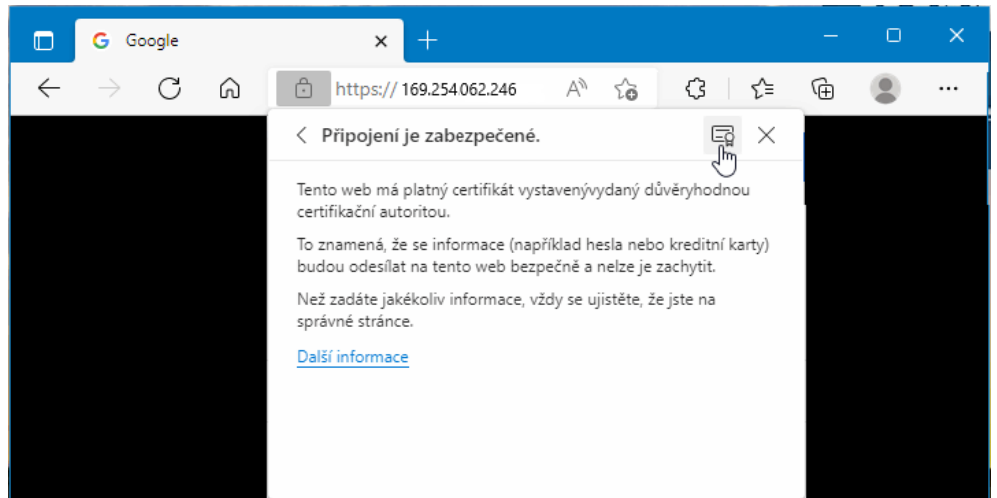 Google
https://169.254.062.246
Připojení je zabezpečené.
Tento web má platný certifikát vystavenývydaný důvěryhodnou
certifikační autoritou.
To znamená, že se informace (například hesla nebo kreditní karty)
budou odesílat na tento web bezpečně a nelze je zachytit.
Než zadáte jakékoliv informace, vždy se ujistěte, že jste na
správné stránce.
Další informace